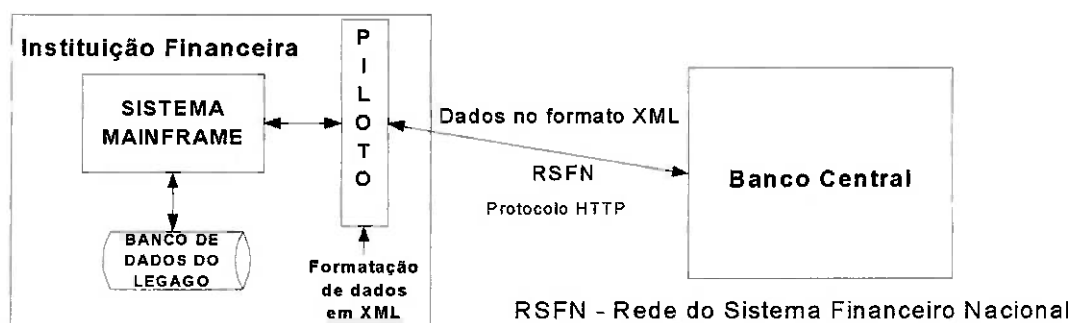 Instituição Financeira
SISTEMA
MAINFRAME
BANCO DE
DADOS DO
LEGAGO
P
I
L
O
T
O
Formatação
de dados
em XML
Dados no formato XML
RSFN
Protocolo HTTP
Banco Central
RSFN - Rede do Sistema Financeiro Nacional